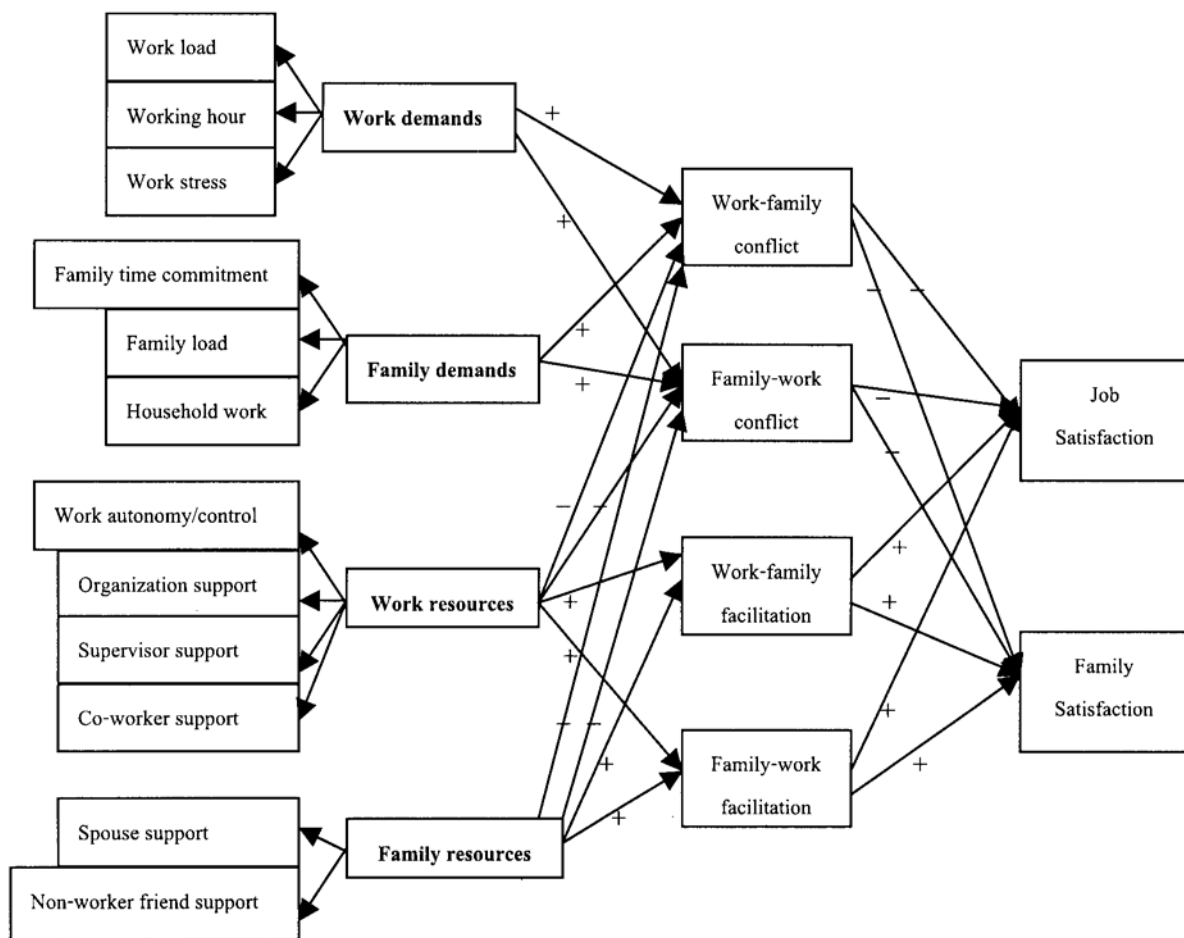 Work load
Working hour
Work stress
Work demands
+
+
Family time commitment
Family load
Household work
Family demands
+
+
Work autonomy/control
Organization support
Supervisor support
Co-worker support
Work resources
− −
+
+
Spouse support
Non-worker friend support
Family resources
− −
+
+
Work-family
conflict
− −
Family-work
conflict
−
−
Work-family
facilitation
+
+
Family-work
facilitation
+
+
Job
Satisfaction
Family
Satisfaction